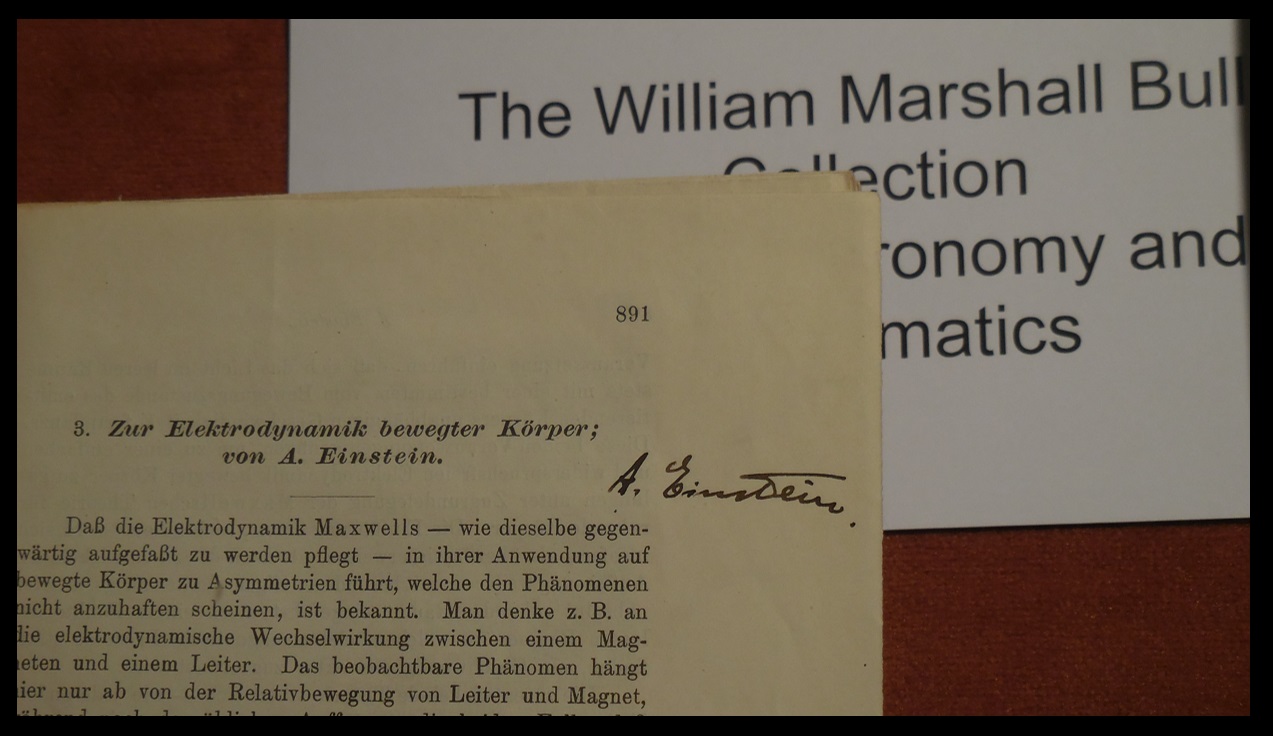 The William Marshall Bull
Collection
ronomy and
matics
891
3. Zur Elektrodynamik bewegter Körper;
von A. Einstein.
A. Einstein.
Daß die Elektrodynamik Maxwells — wie dieselbe gegen-
wärtig aufgefaßt zu werden pflegt — in ihrer Anwendung auf
bewegte Körper zu Asymmetrien führt, welche den Phänomenen
nicht anzuhaften scheinen, ist bekannt. Man denke z. B. an
die elektrodynamische Wechselwirkung zwischen einem Mag-
neten und einem Leiter. Das beobachtbare Phänomen hängt
hier nur ab von der Relativbewegung von Leiter und Magnet,